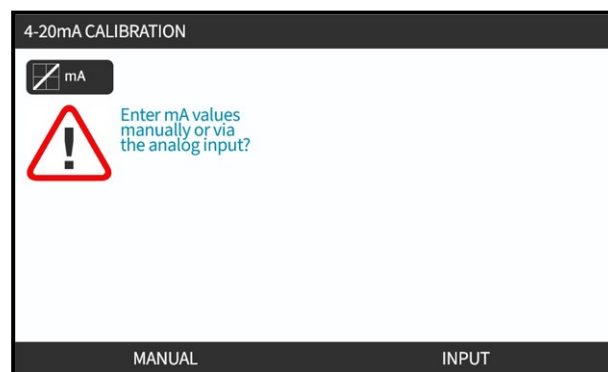 4-20mA CALIBRATION
mA
Enter mA values
manually or via
the analog input?
MANUAL INPUT